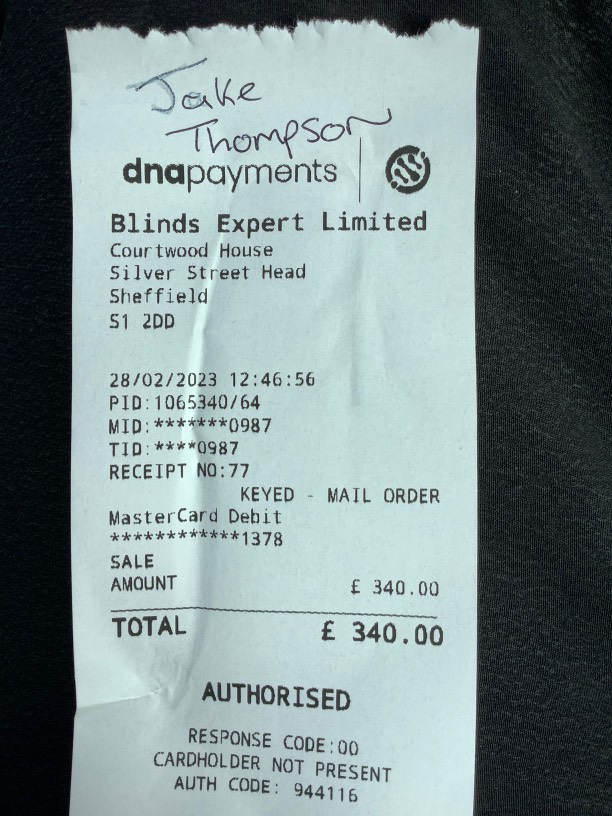 Jake
Thompson
dnapayments
Blinds Expert Limited
Courtwood House
Silver Street Head
Sheffield
S1 2DD
28/02/2023 12:46:56
PID:1065340/64
MID:*******0987
TID:****0987
RECEIPT NO:77
KEYED - MAIL ORDER
MasterCard Debit
************1378
SALE
AMOUNT £ 340.00
TOTAL £ 340.00
AUTHORISED
RESPONSE CODE:00
CARDHOLDER NOT PRESENT
AUTH CODE: 944116